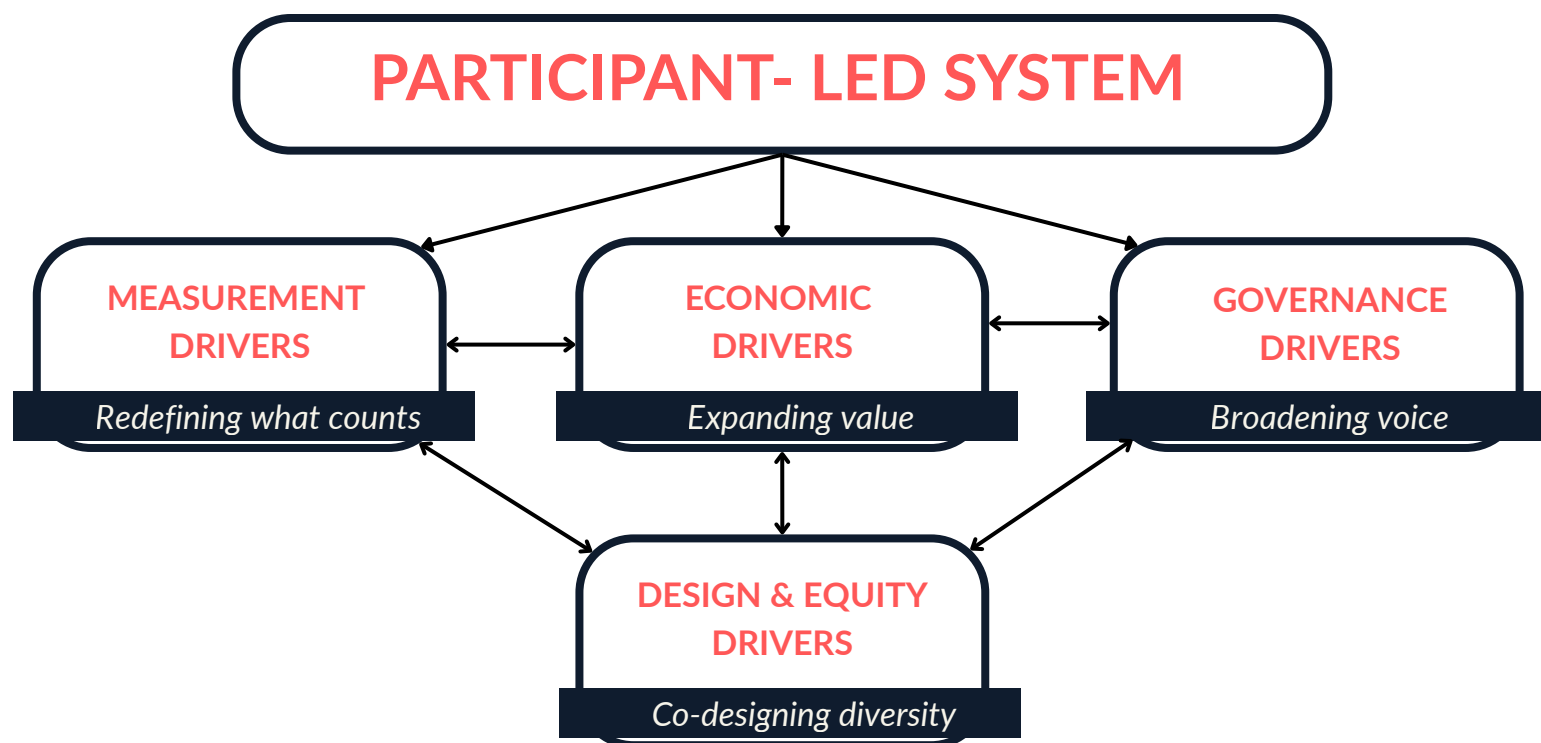 PARTICIPANT- LED SYSTEM
MEASUREMENT
DRIVERS
Redefining what counts
ECONOMIC
DRIVERS
Expanding value
GOVERNANCE
DRIVERS
Broadening voice
DESIGN & EQUITY
DRIVERS
Co-designing diversity